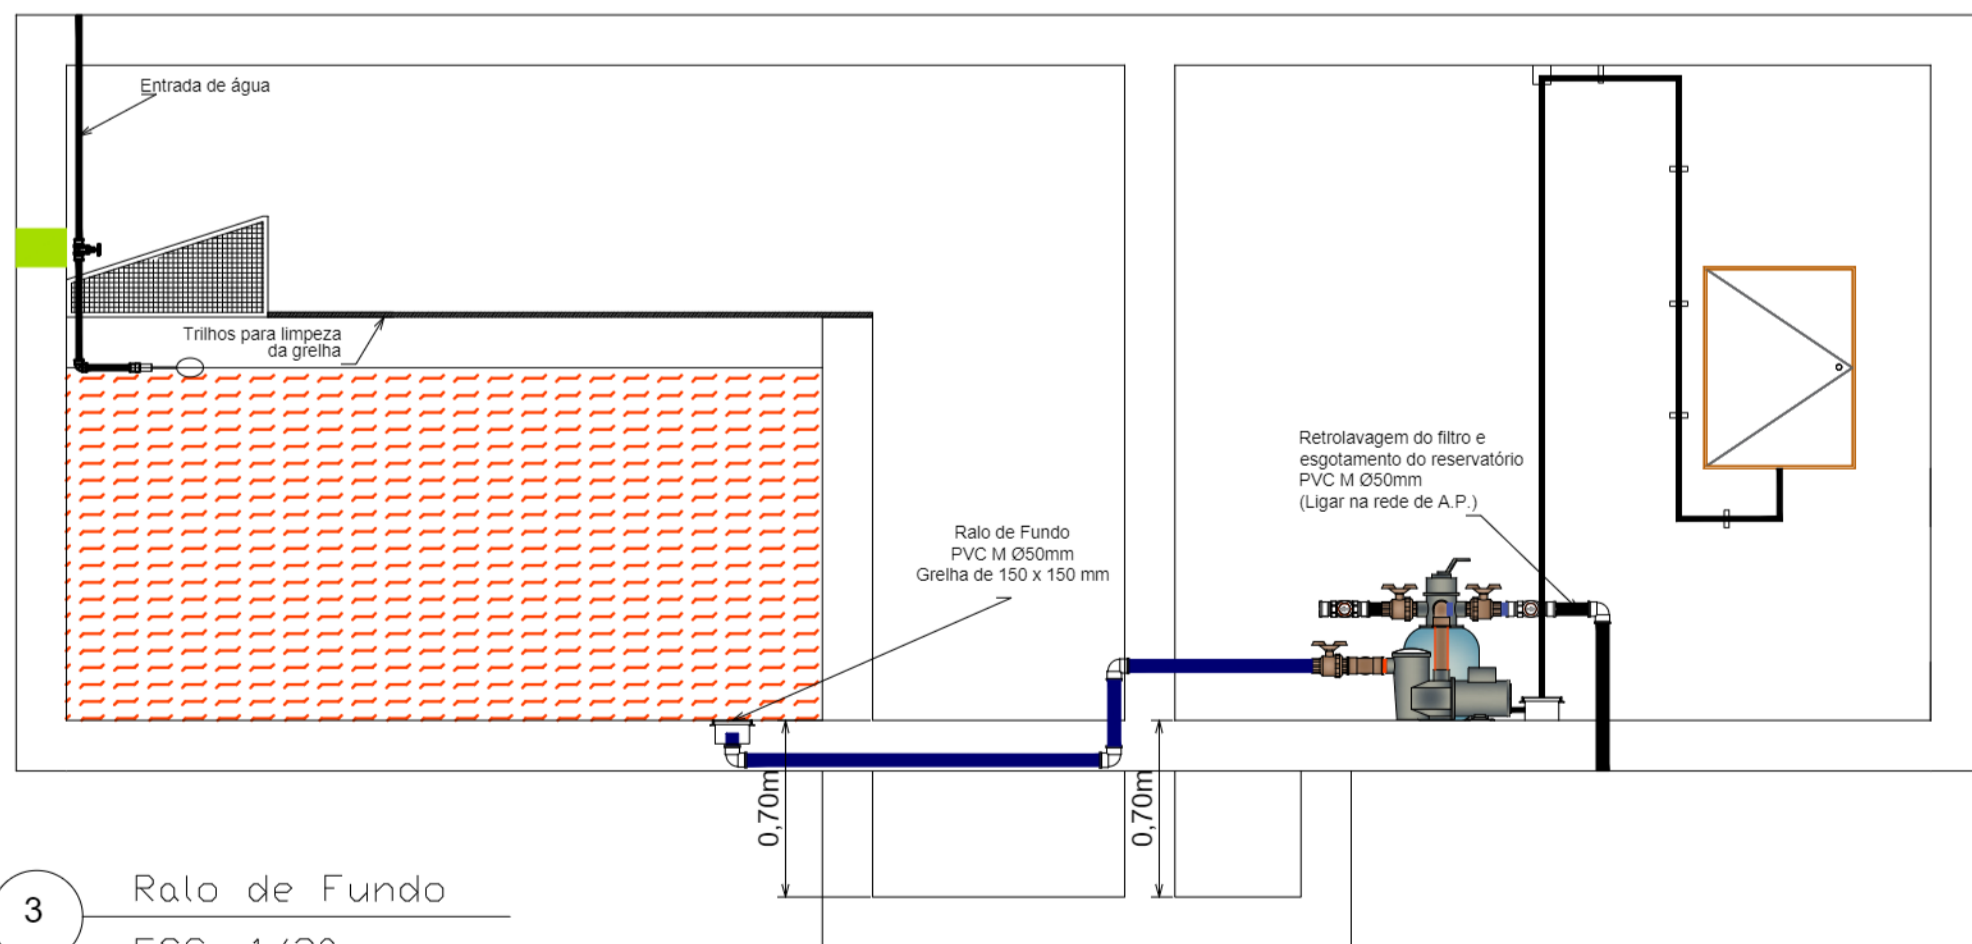 Entrada de água
Trilhos para limpeza
da grelha
Retrolavagem do filtro e
esgotamento do reservatório
PVC M Ø50mm
(Ligar na rede de A.P.)
Ralo de Fundo
PVC M Ø50mm
Grelha de 150 x 150 mm
0,70m
0,70m
3
Ralo de Fundo